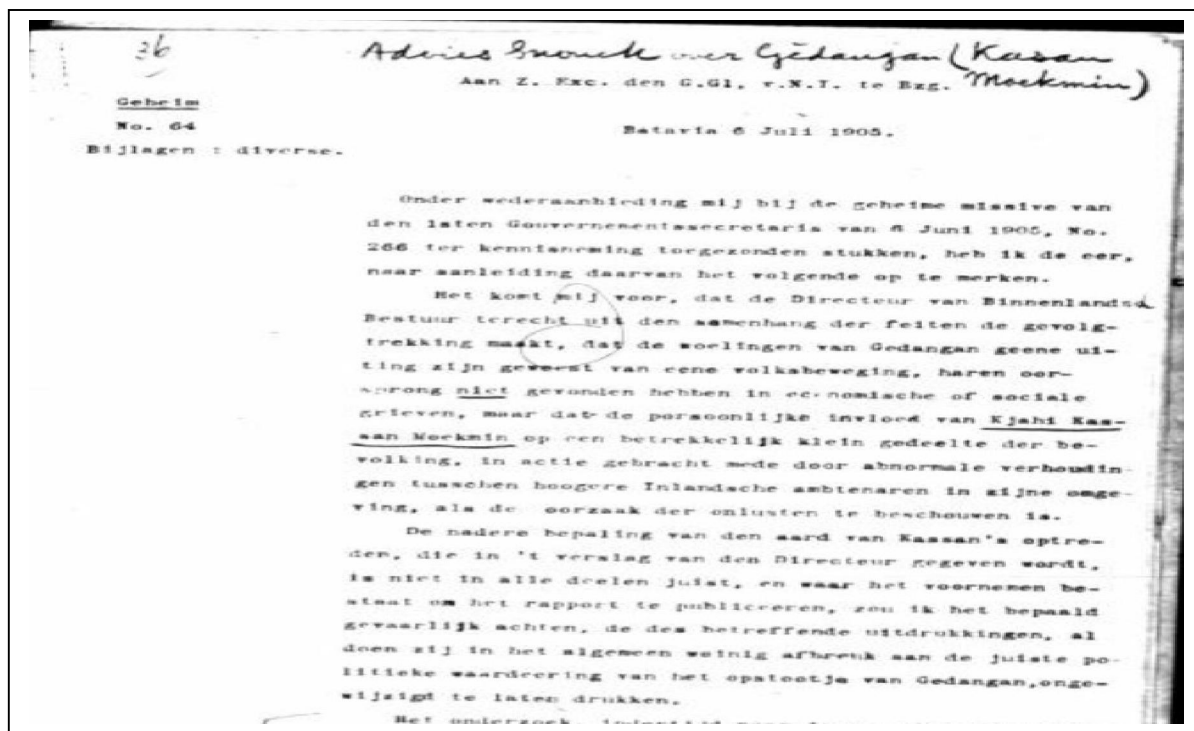 36
Advies Snouck over Gĕdangan (Kasan
Moekmin)
Aan Z. Exc. den G.Gl. v.N.I. te Bzg.
Geheim
No. 64
Bijlagen : diverse.
Batavia 6 Juli 1905.
Onder wederaanbieding mij bij de geheime missive van
den 1sten Gouvernementssecretaris van 6 Juni 1905, No.
266 ter kennisneming toegezonden stukken, heb ik de eer,
naar aanleiding daarvan het volgende op te merken.
Het komt mij voor, dat de Directeur van Binnenlandsch
Bestuur terecht uit den samenhang der feiten de gevolg-
trekking maakt, dat de woelingen van Gedangan geene ui-
ting zijn geweest van eene volksbeweging, haren oor-
sprong niet gevonden hebben in economische of sociale
grieven, maar dat de persoonlijke invloed van Kjahi Kas-
san Moekmin op een betrekkelijk klein gedeelte der be-
volking, in actie gebracht mede door abnormale verhoudin-
gen tusschen hoogere Inlandsche ambtenaren in zijne omge-
ving, als de oorzaak der onlusten te beschouwen is.
De nadere bepaling van den aard van Kassan's optre-
den, die in 't verslag van den Directeur gegeven wordt,
is niet in alle deelen juist, en waar het voornemen be-
staat om het rapport te publiceeren, zou ik het bepaald
gevaarlijk achten, de des betreffende uitdrukkingen, al
doen zij in het algemeen weinig afbreuk aan de juiste po-
litieke waardeering van het opstootje van Gedangan,onge-
wijzigd te laten drukken.
Het onderzoek, indertijd